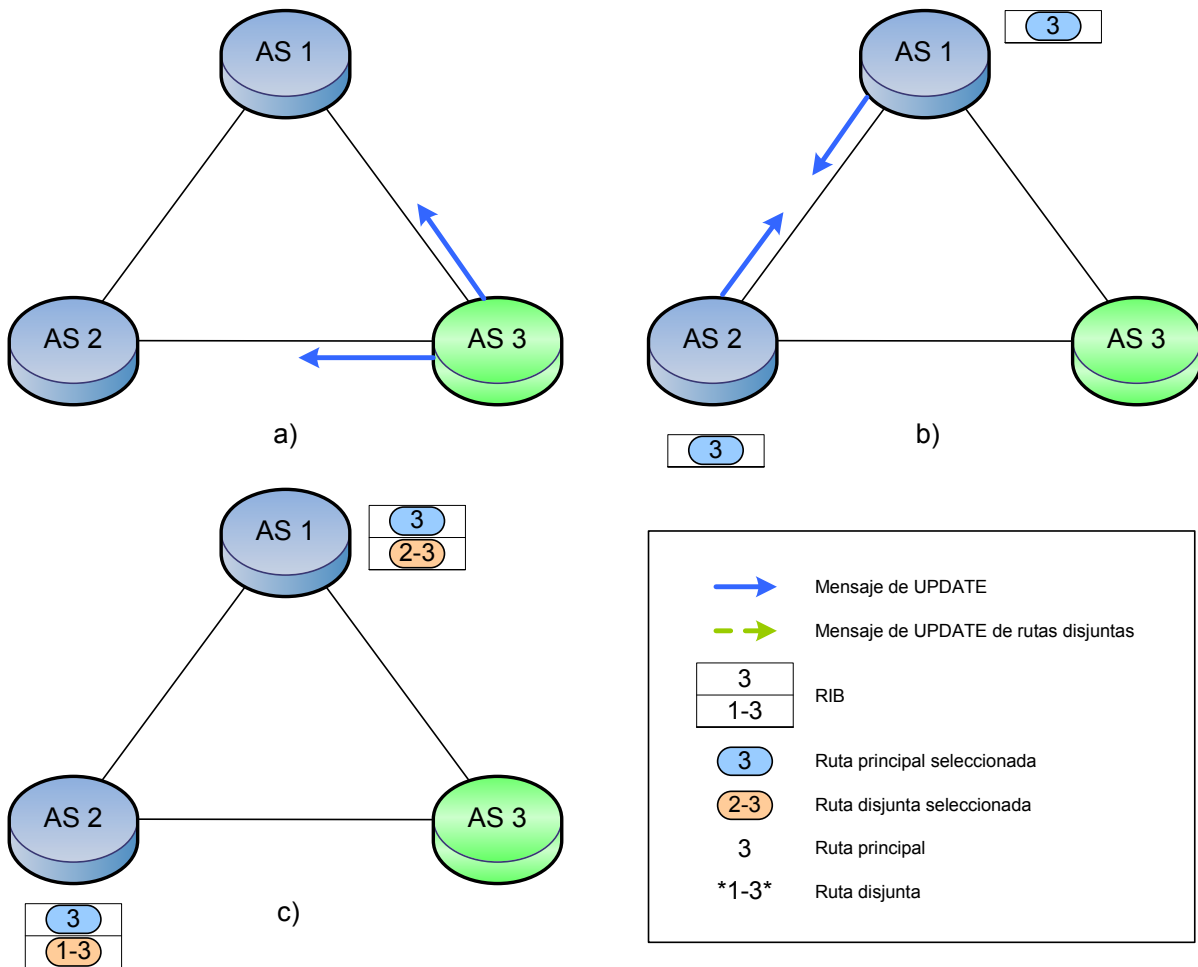 AS 1
AS 2
AS 3
a)
3
AS 1
AS 2
AS 3
b)
3
AS 1
3
2-3
AS 2
AS 3
c)
3
1-3
Mensaje de UPDATE
Mensaje de UPDATE de rutas disjuntas
3
1-3
RIB
3
Ruta principal seleccionada
2-3
Ruta disjunta seleccionada
3
Ruta principal
*1-3*
Ruta disjunta